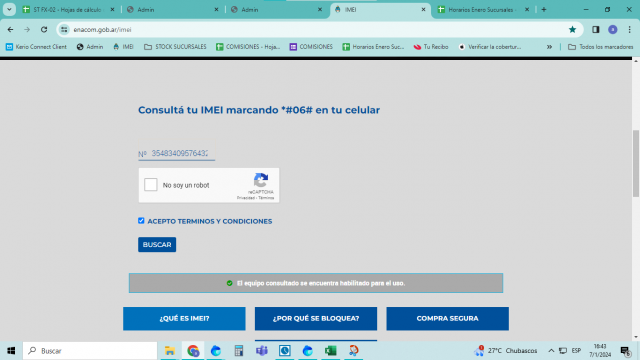 ST FX-02 - Hojas de cálculo
Admin
Admin
IMEI
Horarios Enero Sucursales -
enacom.gob.ar/imei
Kerio Connect Client
Admin
IMEI
STOCK SUCURSALES
COMISIONES - Hoja...
COMISIONES
Horarios Enero Suc...
Tu Recibo
Verificar la cobertur...
»
Todos los marcadores
Consultá tu IMEI marcando *#06# en tu celular
Nº 35483409576432
No soy un robot
reCAPTCHA
Privacidad - Términos
ACEPTO TERMINOS Y CONDICIONES
BUSCAR
El equipo consultado se encuentra habilitado para el uso.
¿QUÉ ES IMEI?
¿POR QUÉ SE BLOQUEA?
COMPRA SEGURA
Buscar
27°C Chubascos
ESP
18:43
7/1/2024